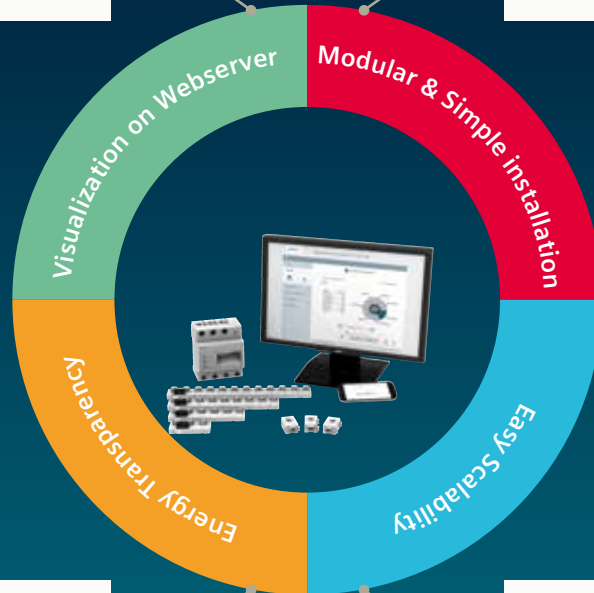 Visualization on Webserver
Modular & Simple installation
Energy Transparency
Easy Scalability